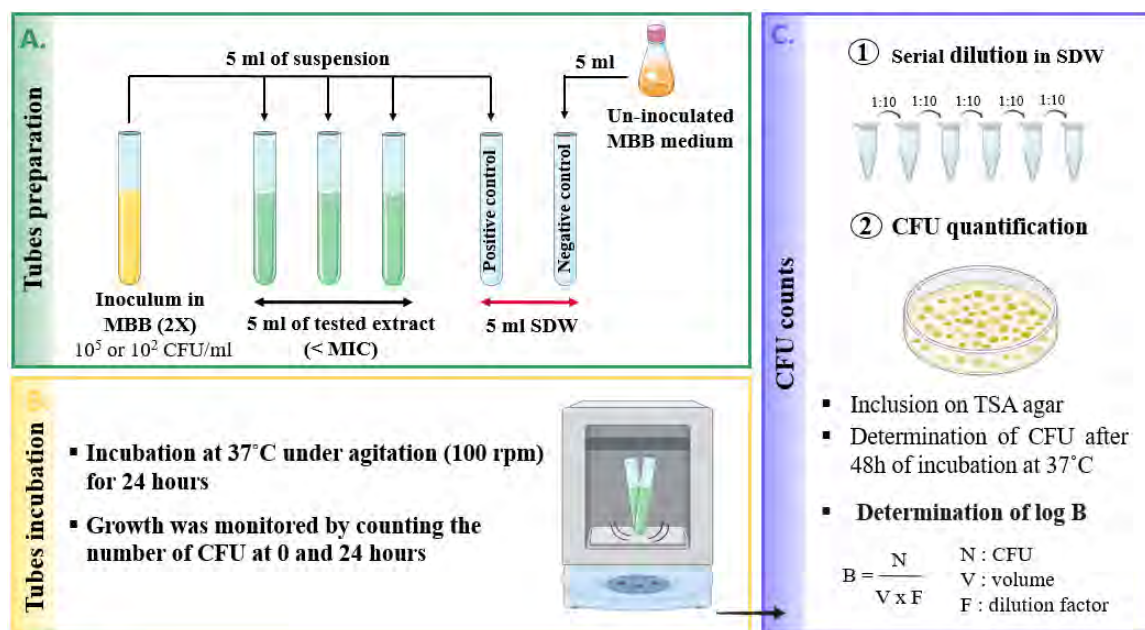 A.
Tubes preparation
5 ml of suspension
5 ml
Un-inoculated
MBB medium
Positive control
Negative control
Inoculum in
MBB (2X)
10⁵ or 10² CFU/ml
5 ml of tested extract
(< MIC)
5 ml SDW
Tubes incubation
▪ Incubation at 37°C under agitation (100 rpm)
for 24 hours
▪ Growth was monitored by counting the
number of CFU at 0 and 24 hours
C.
CFU counts
① Serial dilution in SDW
1:10 1:10 1:10 1:10 1:10
② CFU quantification
▪ Inclusion on TSA agar
▪ Determination of CFU after
48h of incubation at 37°C
▪ Determination of log B
B = N / V x F
N : CFU
V : volume
F : dilution factor